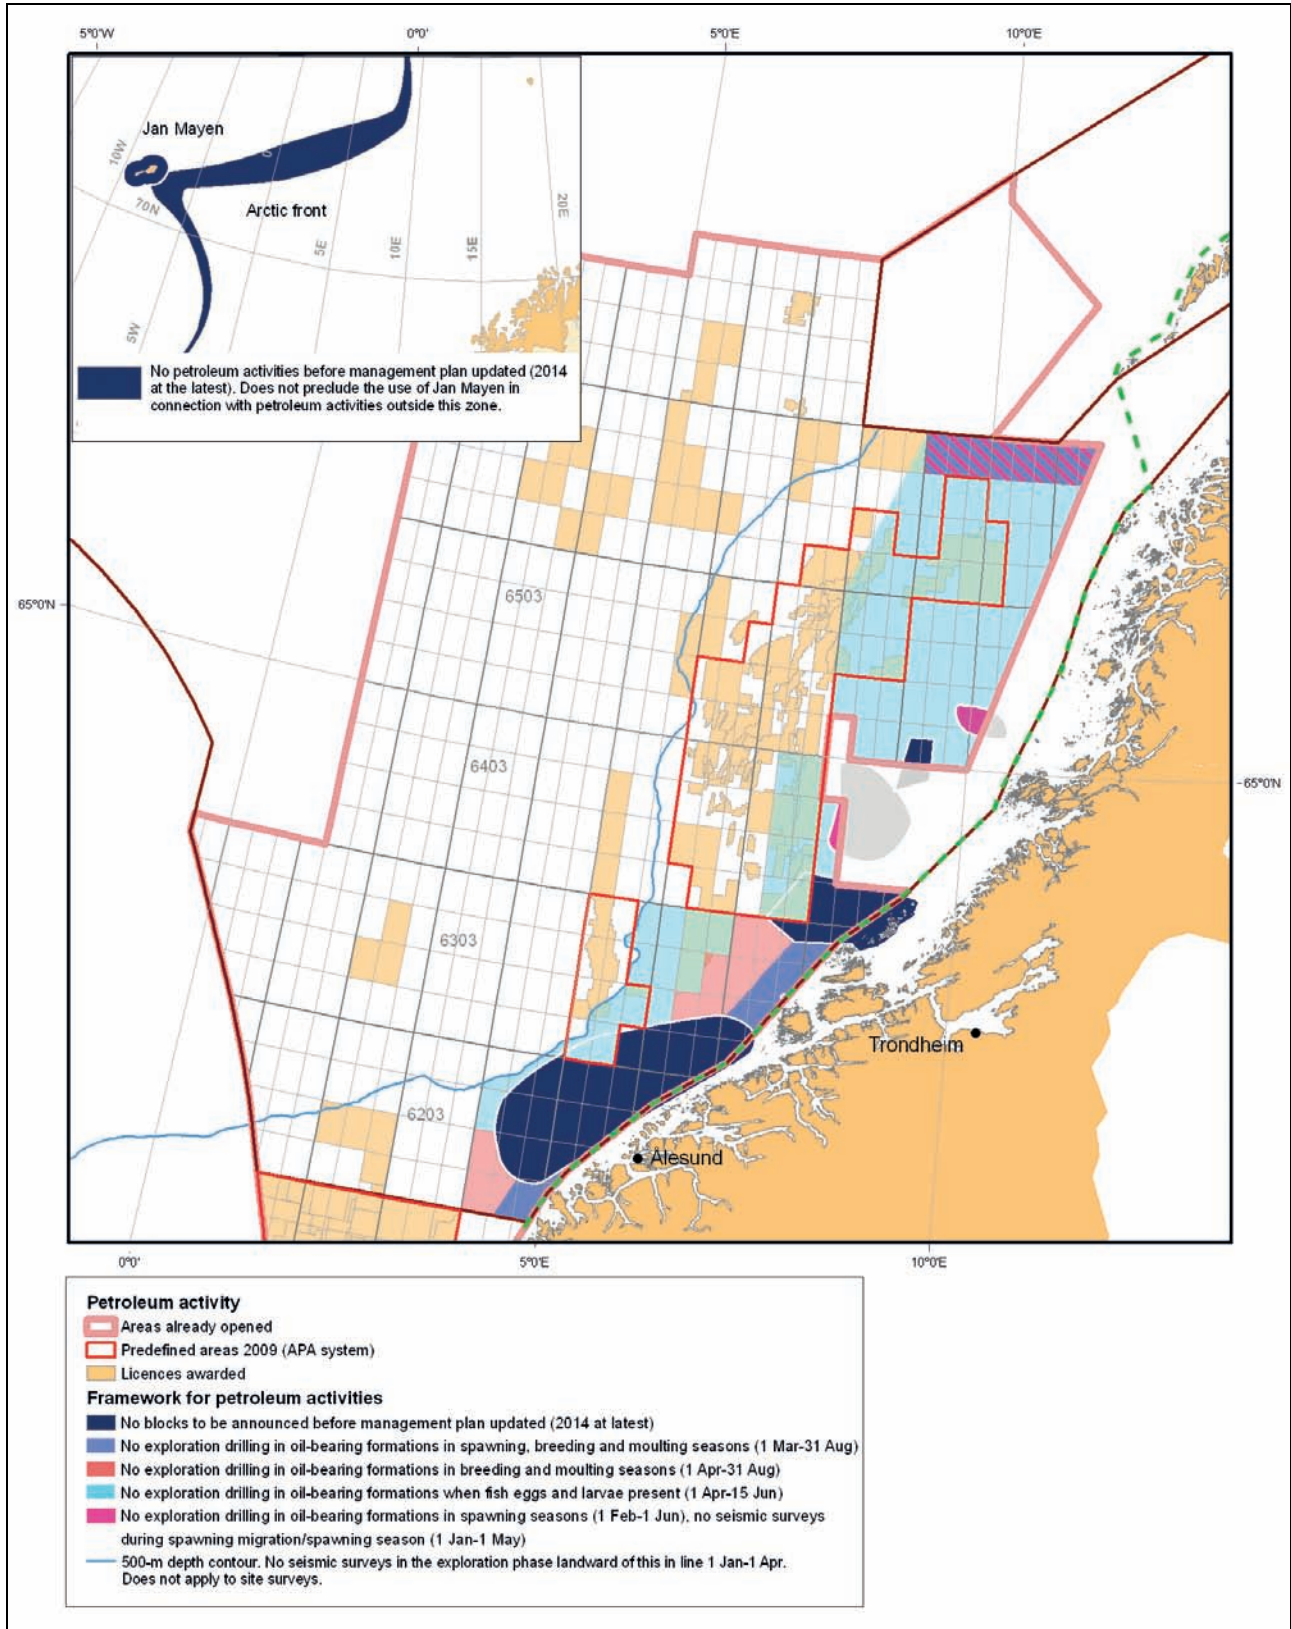 5°0'W 0°0' 5°0'E 10°0'E
Jan Mayen
10W
70N
Arctic front
5E
10E
15E
20E
5W
No petroleum activities before management plan updated (2014
at the latest). Does not preclude the use of Jan Mayen in
connection with petroleum activities outside this zone.
65°0'N
6503
6403
65°0'N
6303
Trondheim
6203
Ålesund
0°0' 5°0'E 10°0'E
Petroleum activity
Areas already opened
Predefined areas 2009 (APA system)
Licences awarded
Framework for petroleum activities
No blocks to be announced before management plan updated (2014 at latest)
No exploration drilling in oil-bearing formations in spawning, breeding and moulting seasons (1 Mar-31 Aug)
No exploration drilling in oil-bearing formations in breeding and moulting seasons (1 Apr-31 Aug)
No exploration drilling in oil-bearing formations when fish eggs and larvae present (1 Apr-15 Jun)
No exploration drilling in oil-bearing formations in spawning seasons (1 Feb-1 Jun), no seismic surveys
during spawning migration/spawning season (1 Jan-1 May)
500-m depth contour. No seismic surveys in the exploration phase landward of this in line 1 Jan-1 Apr.
Does not apply to site surveys.